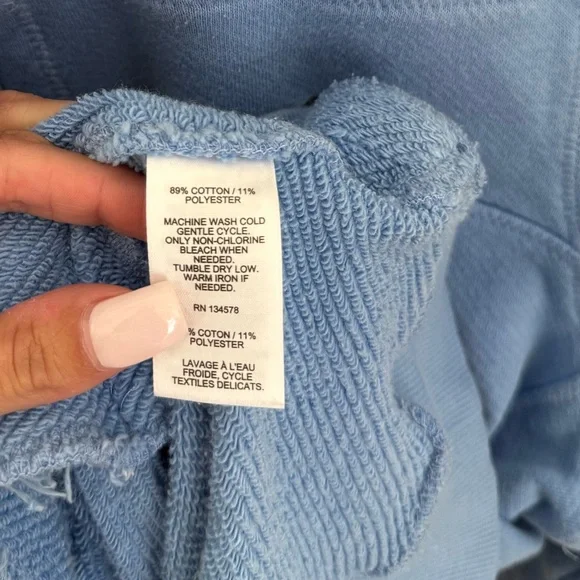 89% COTTON / 11%
POLYESTER
MACHINE WASH COLD
GENTLE CYCLE.
ONLY NON-CHLORINE
BLEACH WHEN
NEEDED.
TUMBLE DRY LOW.
WARM IRON IF
NEEDED.
RN 134578
% COTTON / 11%
POLYESTER
LAVAGE À L'EAU
FROIDE, CYCLE
TEXTILES DELICATS.